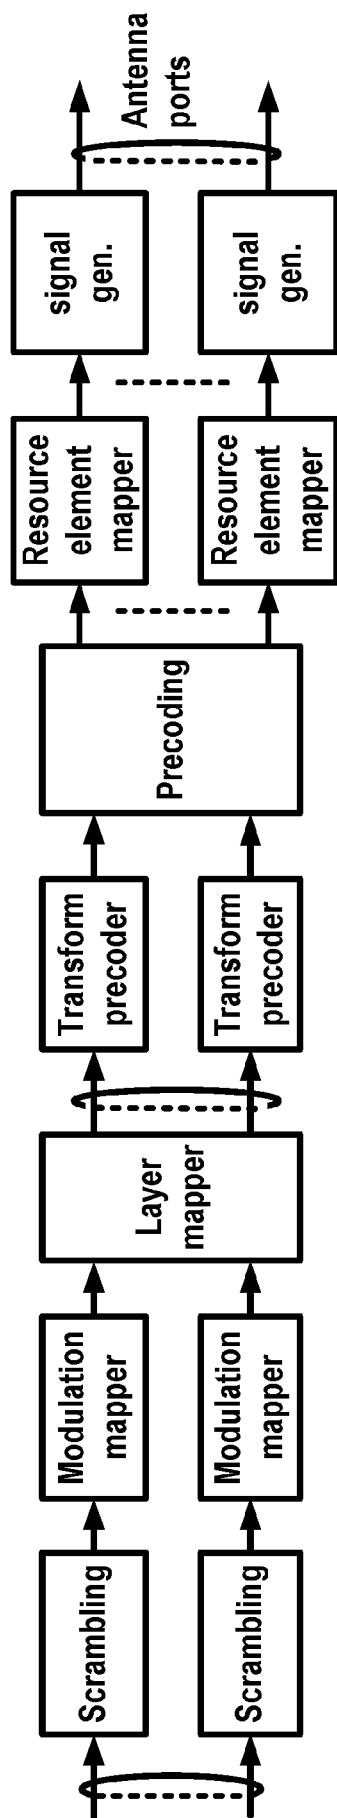 Scrambling
Modulation
mapper
Layer
mapper
Transform
precoder
Precoding
Resource
element
mapper
signal
gen.
Antenna
ports
Scrambling
Modulation
mapper
Transform
precoder
Resource
element
mapper
signal
gen.